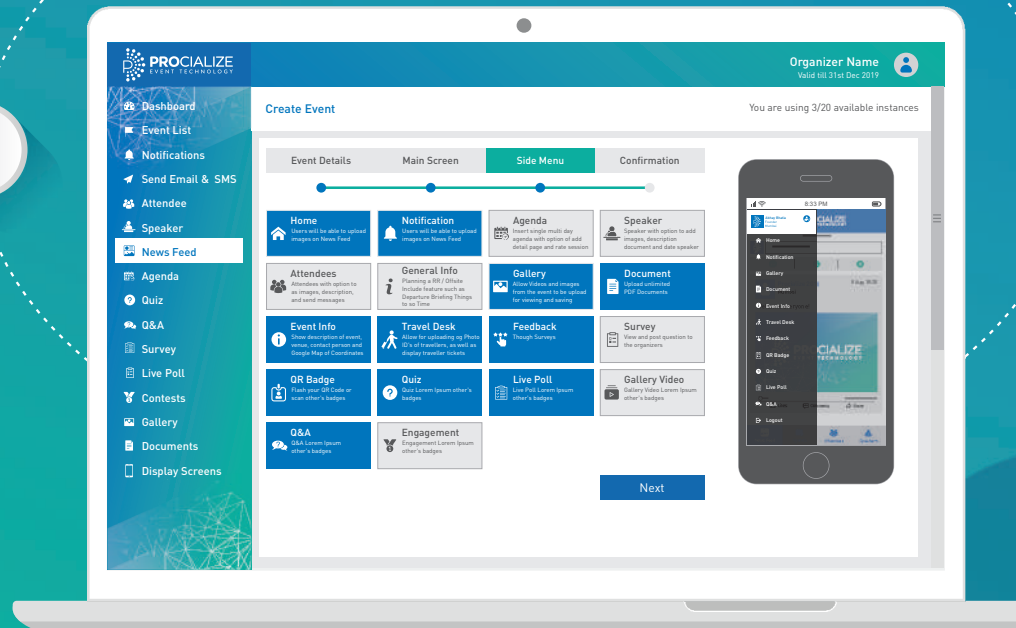 PROCIALIZE
EVENT TECHNOLOGY
Organizer Name
Valid till 31st Dec 2019
Dashboard
Event List
Notifications
Send Email & SMS
Attendee
Speaker
News Feed
Agenda
Quiz
Q&A
Survey
Live Poll
Contests
Gallery
Documents
Display Screens
Create Event
You are using 3/20 available instances
Event Details
Main Screen
Side Menu
Confirmation
Home
Users will be able to upload
images on News Feed
Notification
Users will be able to upload
images on News Feed
Agenda
Insert single multi day
agenda with option of add
detail page and rate session
Speaker
Speaker with option to add
images, description
document and date speaker
Attendees
Attendees with option to
as images, description,
and send messages
General Info
Planning a RR / Offsite
Include feature such as
Departure Briefing Things
to so Time
Gallery
Allow Videos and images
from the event to be upload
for viewing and saving
Document
Upload unlimited
PDF Documents
Event Info
Show description of event,
venue, contact person and
Google Map of Coordinates
Travel Desk
Allow for uploading og Photo
ID's of travellers, as well as
display traveller tickets
Feedback
Though Surveys
Survey
View and post question to
the organizers
QR Badge
Flash your QR Code or
scan other's badges
Quiz
Quiz Lorem Ipsum other's
other's badges
Live Poll
Live Poll Lorem Ipsum
other's badges
Gallery Video
Gallery Video Lorem Ipsum
other's badges
Q&A
Q&A Lorem Ipsum
other's badges
Engagement
Engagement Lorem Ipsum
other's badges
Next
8:33 PM
Home
Notification
Gallery
Document
Event Info
Travel Desk
Feedback
QR Badge
Quiz
Live Poll
Q&A
Logout
CIALIZE
TECHNOLOGY